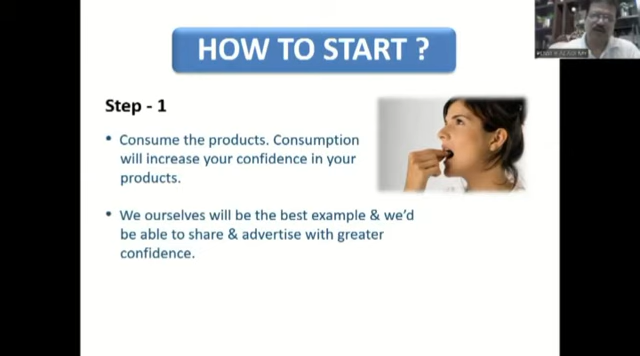 HOW TO START ?
Step - 1
• Consume the products. Consumption
will increase your confidence in your
products.
• We ourselves will be the best example & we'd
be able to share & advertise with greater
confidence.